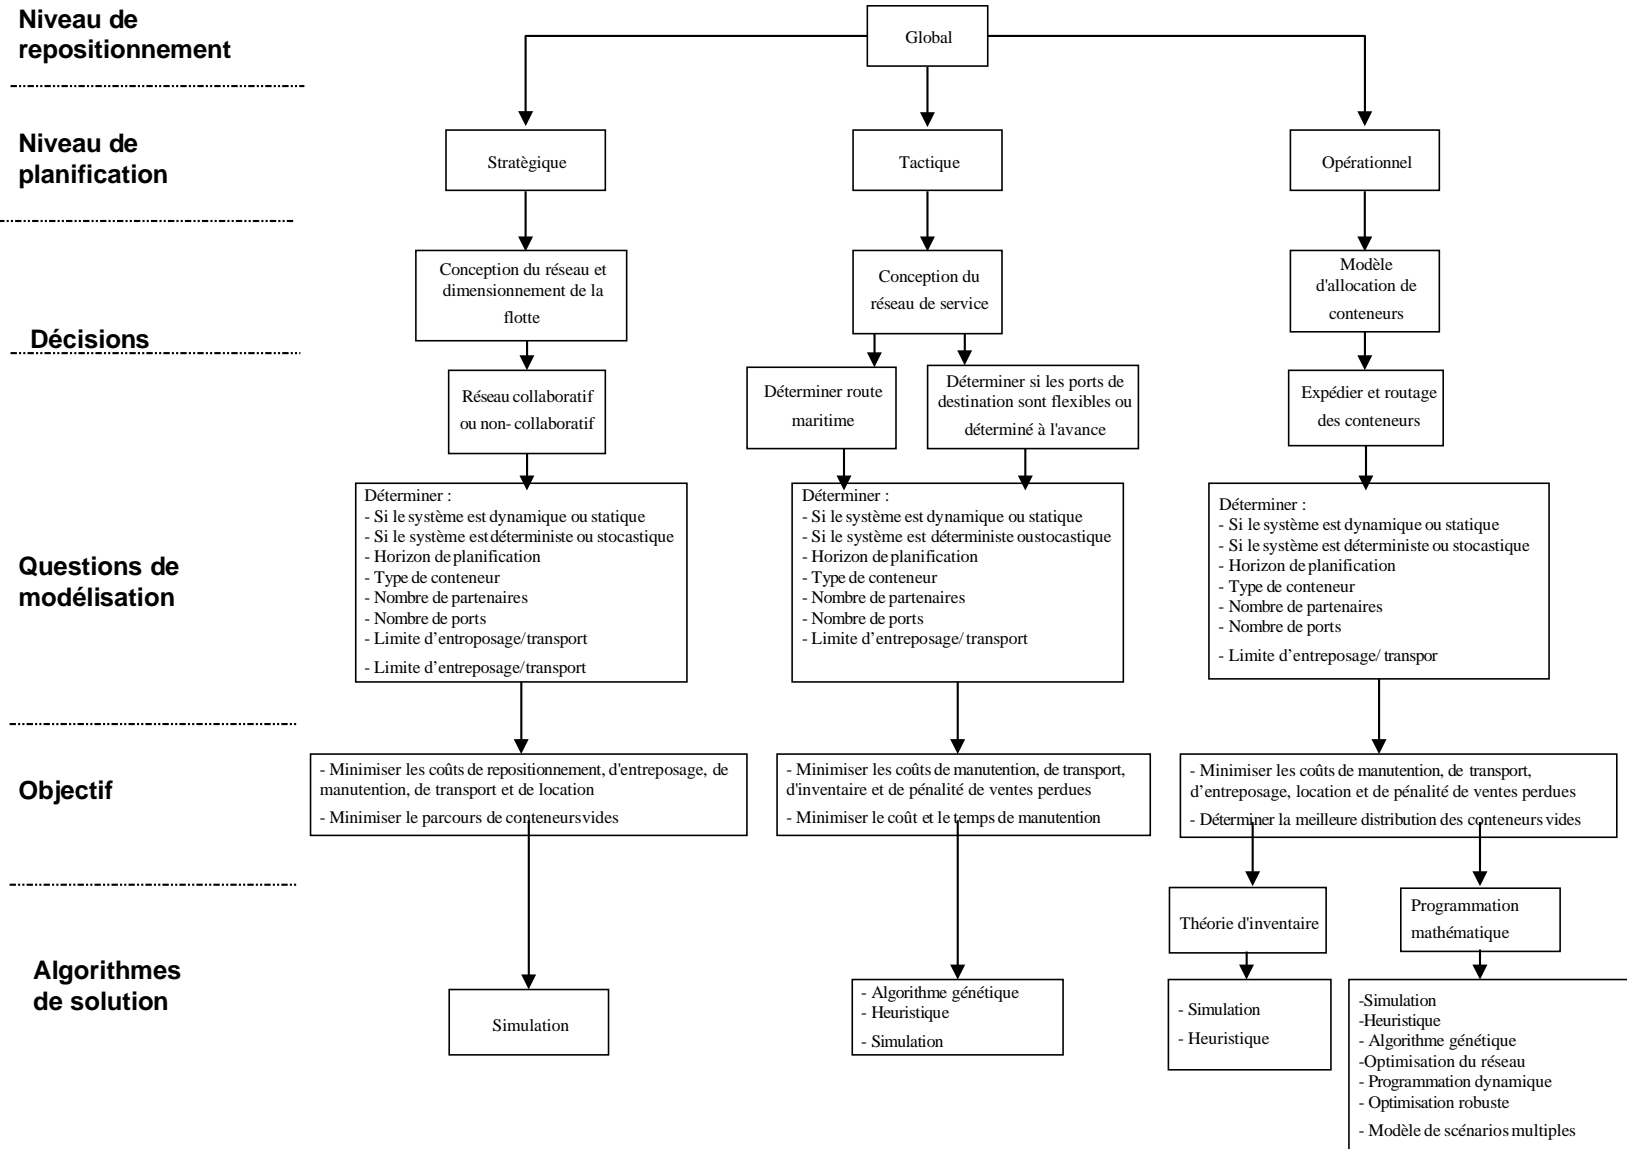 Niveau de
repositionnement
Global
Niveau de
planification
Stratègique
Tactique
Opérationnel
Décisions
Conception du réseau et
dimensionnement de la
flotte
Conception du
réseau de service
Modèle
d'allocation de
conteneurs
Réseau collaboratif
ou non- collaboratif
Déterminer route
maritime
Déterminer si les ports de
destination sont flexibles ou
déterminé à l'avance
Expédier et routage
des conteneurs
Questions de
modélisation
Déterminer :
- Si le système est dynamique ou statique
- Si le système est déterministe ou stocastique
- Horizon de planification
- Type de conteneur
- Nombre de partenaires
- Nombre de ports
- Limite d’entroposage/transport
- Limite d’entreposage/ transport
Déterminer :
- Si le système est dynamique ou statique
- Si le système est déterministe oustocastique
- Horizon de planification
- Type de conteneur
- Nombre de partenaires
- Nombre de ports
- Limite d’entreposage/ transport
Déterminer :
- Si le système est dynamique ou statique
- Si le système est déterministe ou stocastique
- Horizon de planification
- Type de conteneur
- Nombre de partenaires
- Nombre de ports
- Limite d’entreposage/ transpor
Objectif
- Minimiser les coûts de repositionnement, d'entreposage, de
manutention, de transport et de location
- Minimiser le parcours de conteneurs vides
- Minimiser les coûts de manutention, de transport,
d'inventaire et de pénalité de ventes perdues
- Minimiser le coût et le temps de manutention
- Minimiser les coûts de manutention, de transport,
d’entreposage, location et de pénalité de ventes perdues
- Déterminer la meilleure distribution des conteneurs vides
Algorithmes
de solution
Simulation
- Algorithme génétique
- Heuristique
- Simulation
Théorie d'inventaire
- Simulation
- Heuristique
Programmation
mathématique
-Simulation
-Heuristique
- Algorithme génétique
-Optimisation du réseau
- Programmation dynamique
- Optimisation robuste
- Modèle de scénarios multiples